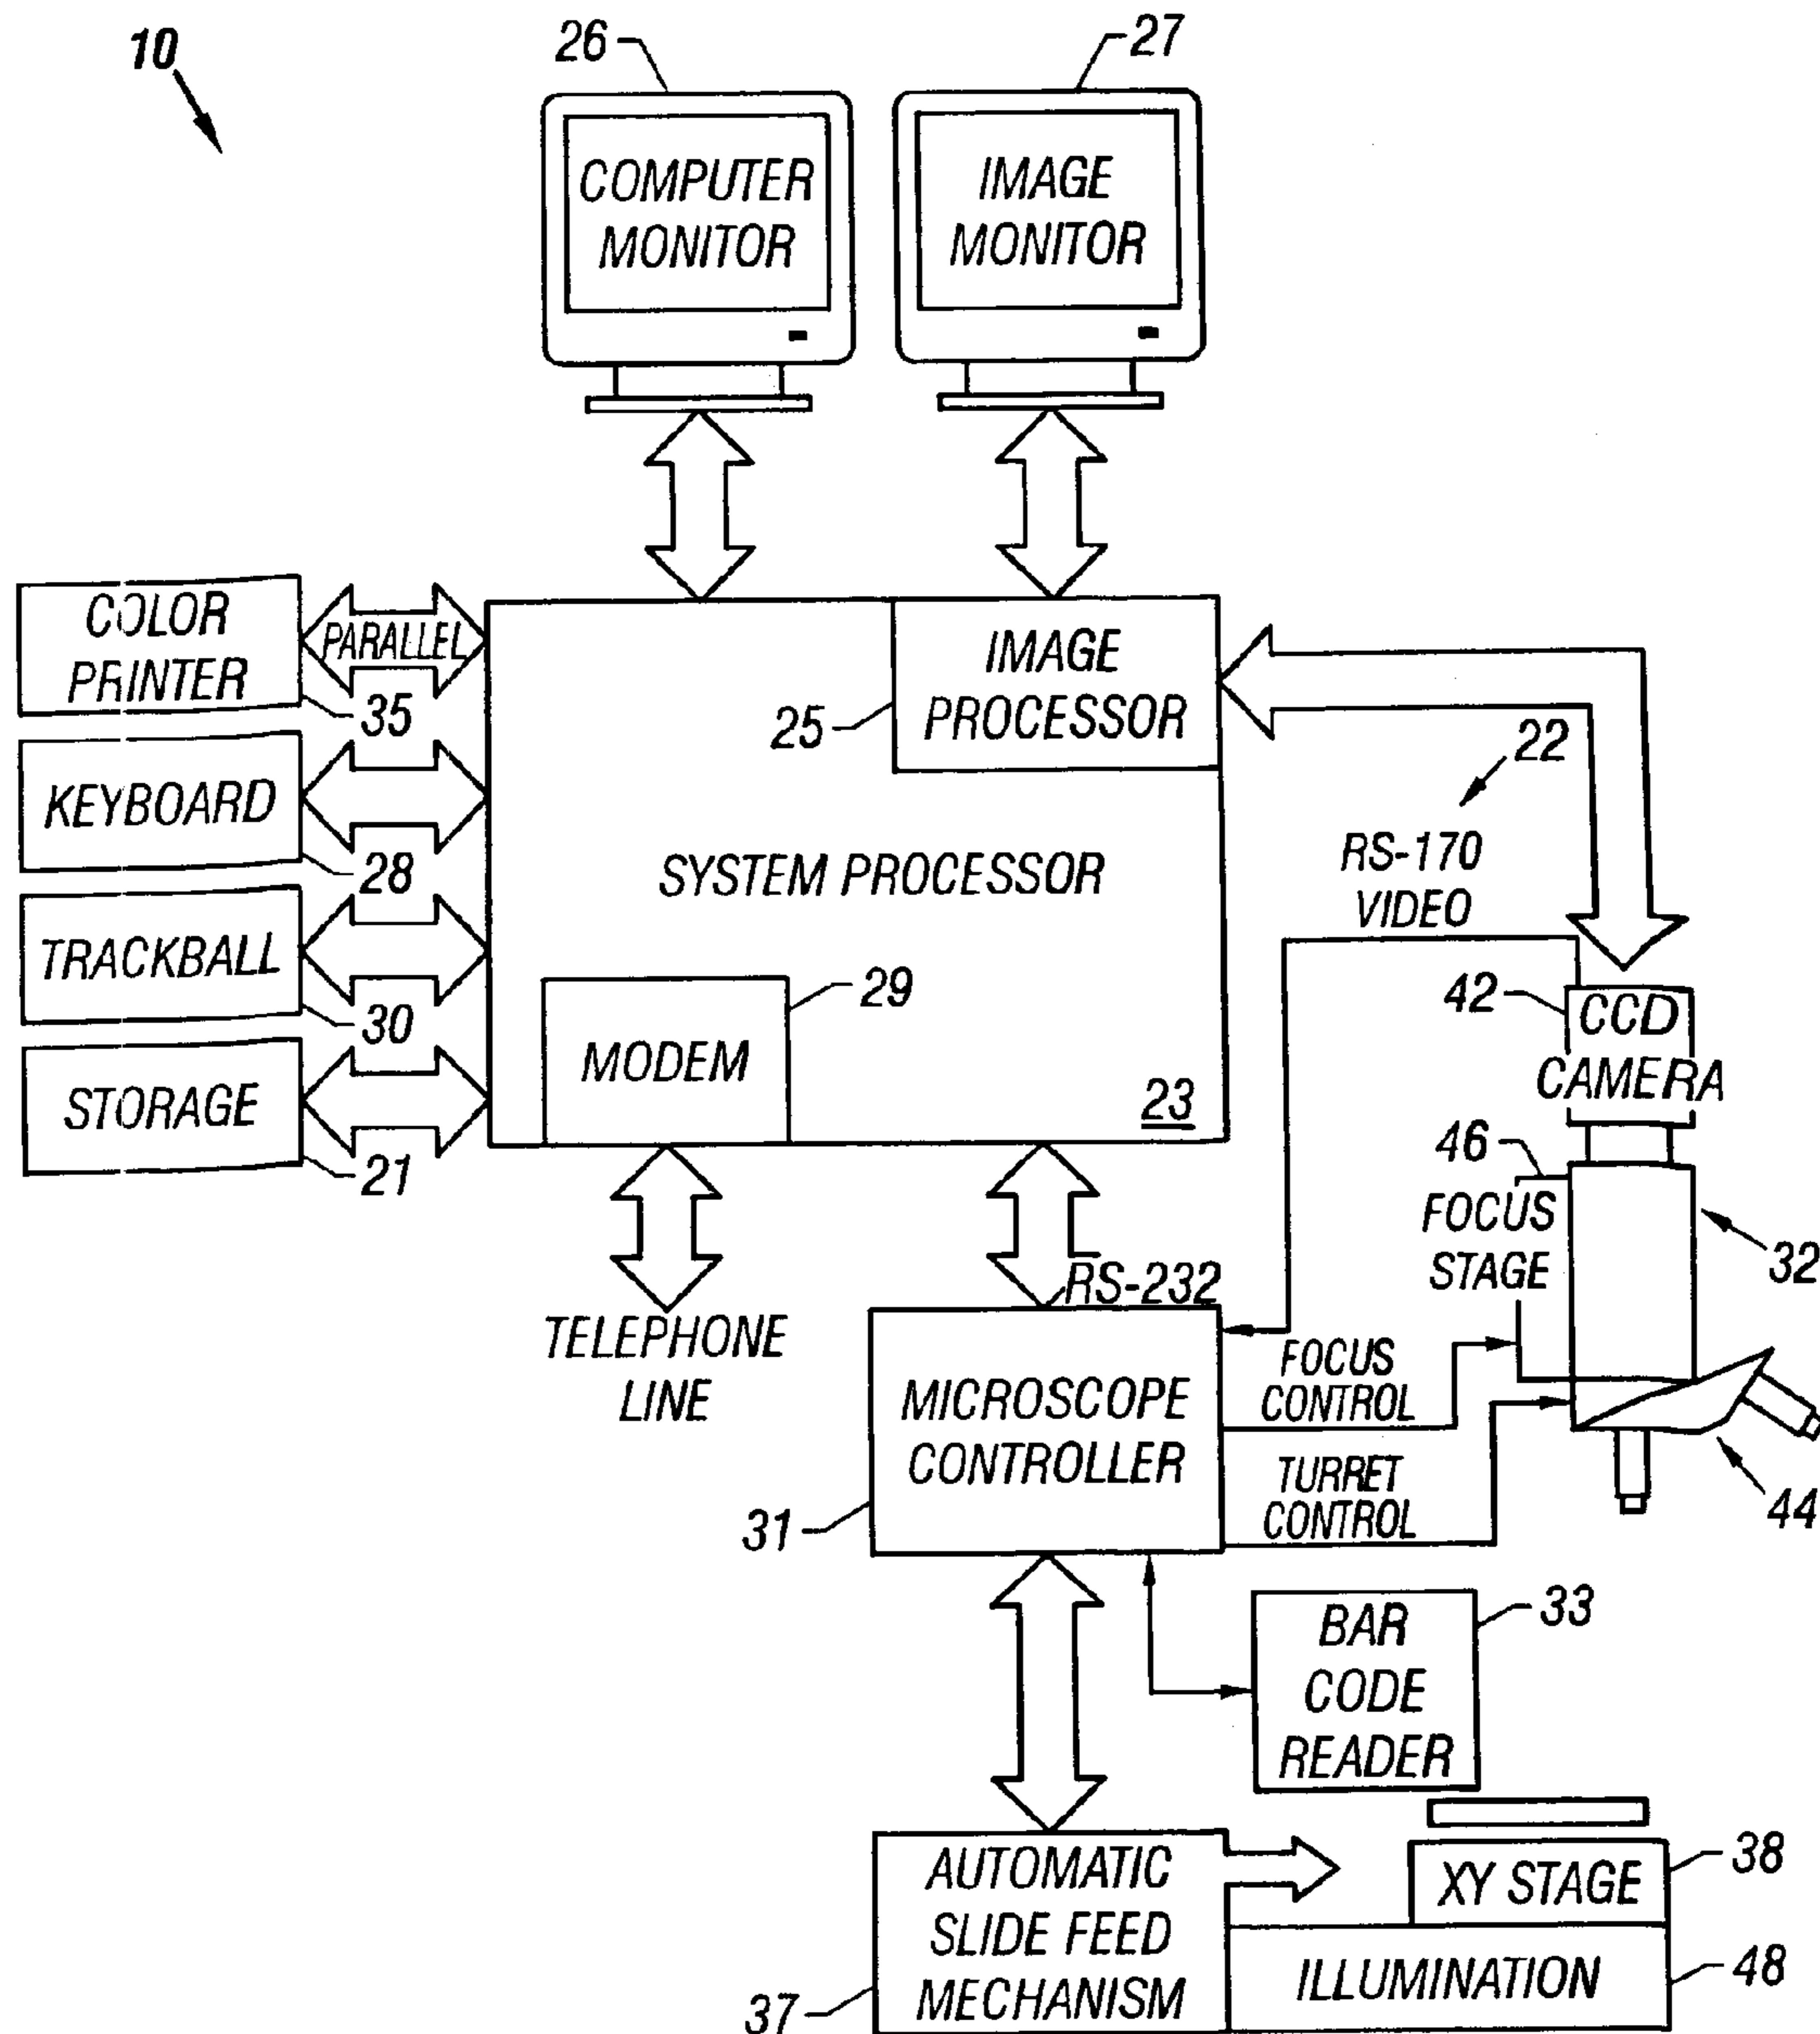 10
26
27
COMPUTER
MONITOR
IMAGE
MONITOR
COLOR
PRINTER
PARALLEL
35
IMAGE
PROCESSOR
25
22
KEYBOARD
28
SYSTEM PROCESSOR
RS-170
VIDEO
TRACKBALL
30
29
MODEM
42
CCD
CAMERA
STORAGE
21
23
46
FOCUS
STAGE
32
RS-232
TELEPHONE
LINE
MICROSCOPE
CONTROLLER
31
FOCUS
CONTROL
TURRET
CONTROL
44
BAR
CODE
READER
33
AUTOMATIC
SLIDE FEED
MECHANISM
37
XY STAGE
38
ILLUMINATION
48